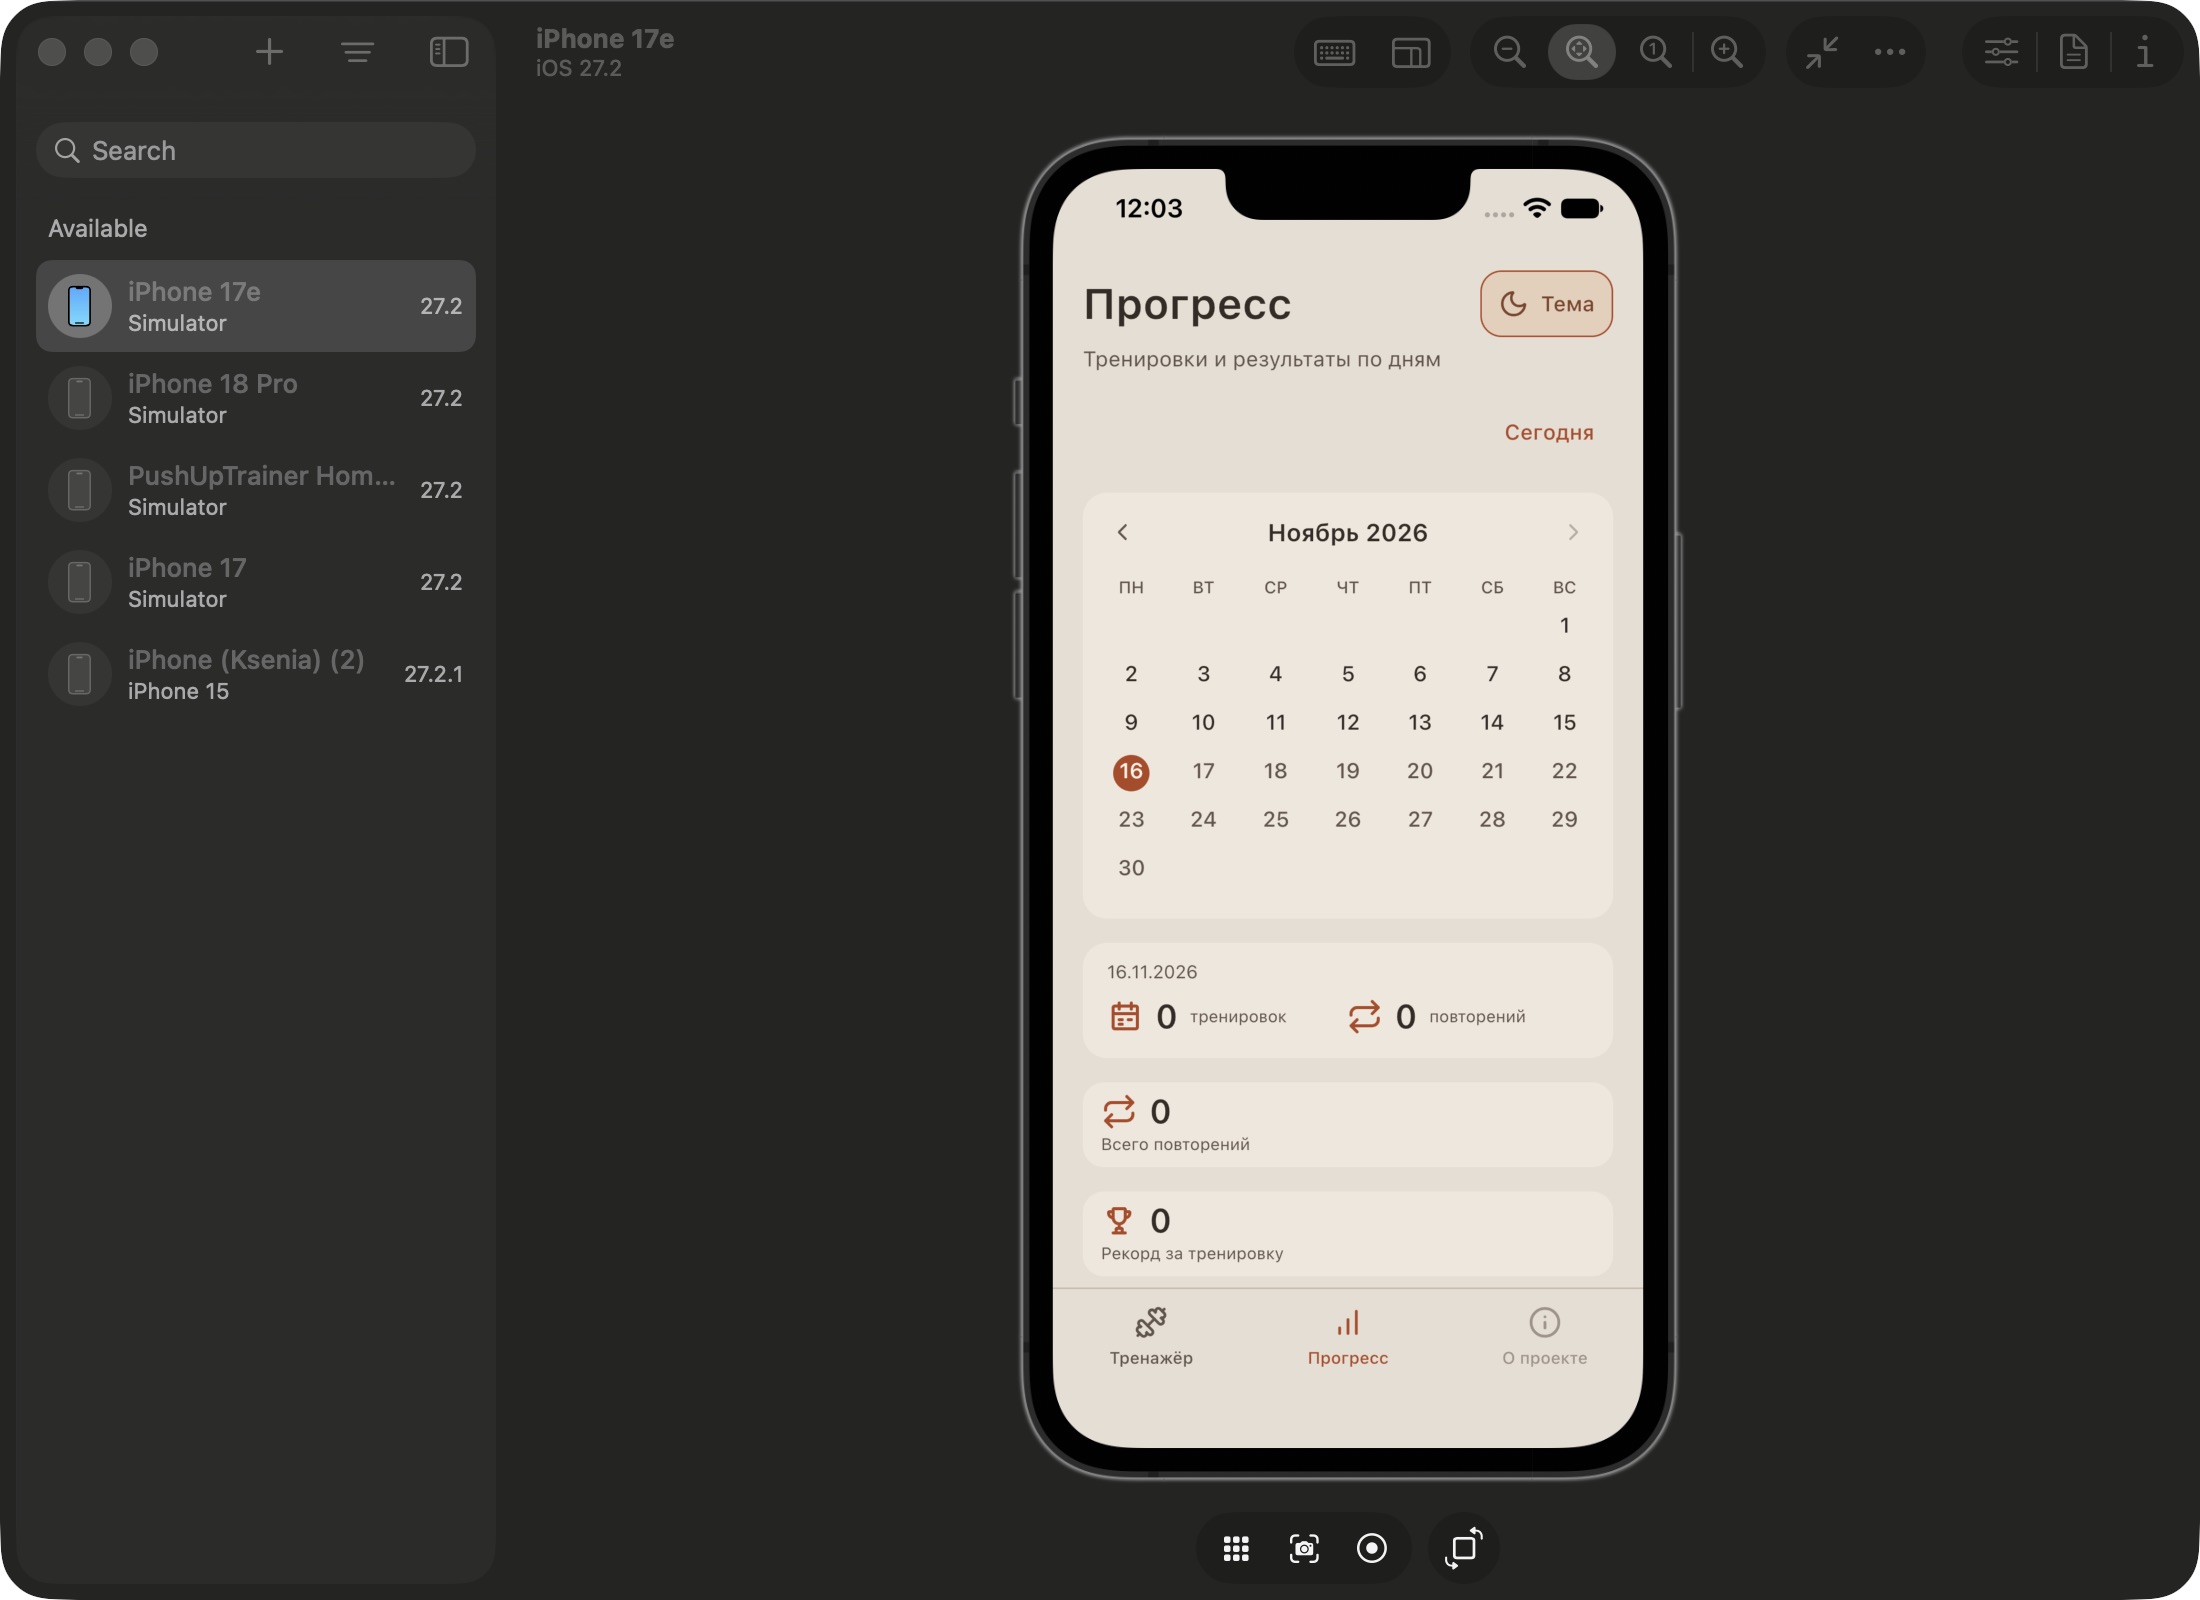 iPhone 17e
iOS 27.2
Search
Available
iPhone 17e
Simulator
27.2
iPhone 18 Pro
Simulator
27.2
PushUpTrainer Hom...
Simulator
27.2
iPhone 17
Simulator
27.2
iPhone (Ksenia) (2)
iPhone 15
27.2.1
12:03
Прогресс
Тема
Тренировки и результаты по дням
Сегодня
Ноябрь 2026
ПН ВТ СР ЧТ ПТ СБ ВС
1
2 3 4 5 6 7 8
9 10 11 12 13 14 15
16 17 18 19 20 21 22
23 24 25 26 27 28 29
30
16.11.2026
0 тренировок 0 повторений
0
Всего повторений
0
Рекорд за тренировку
Тренажёр Прогресс О проекте